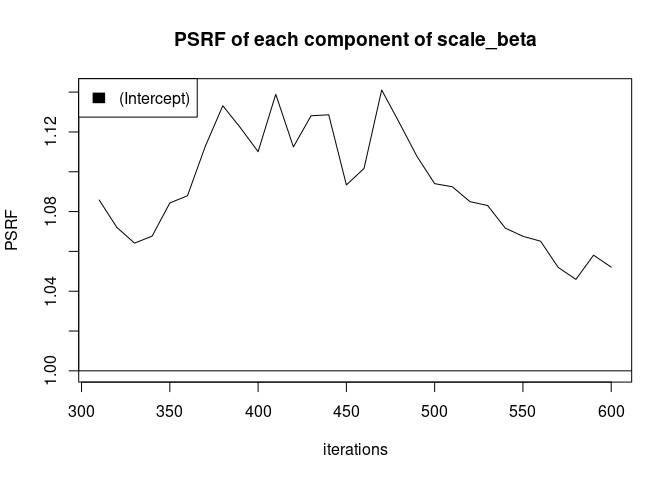 PSRF of each component of scale_beta
(Intercept)
PSRF
1.12
1.08
1.04
1.00
300 350 400 450 500 550 600
iterations